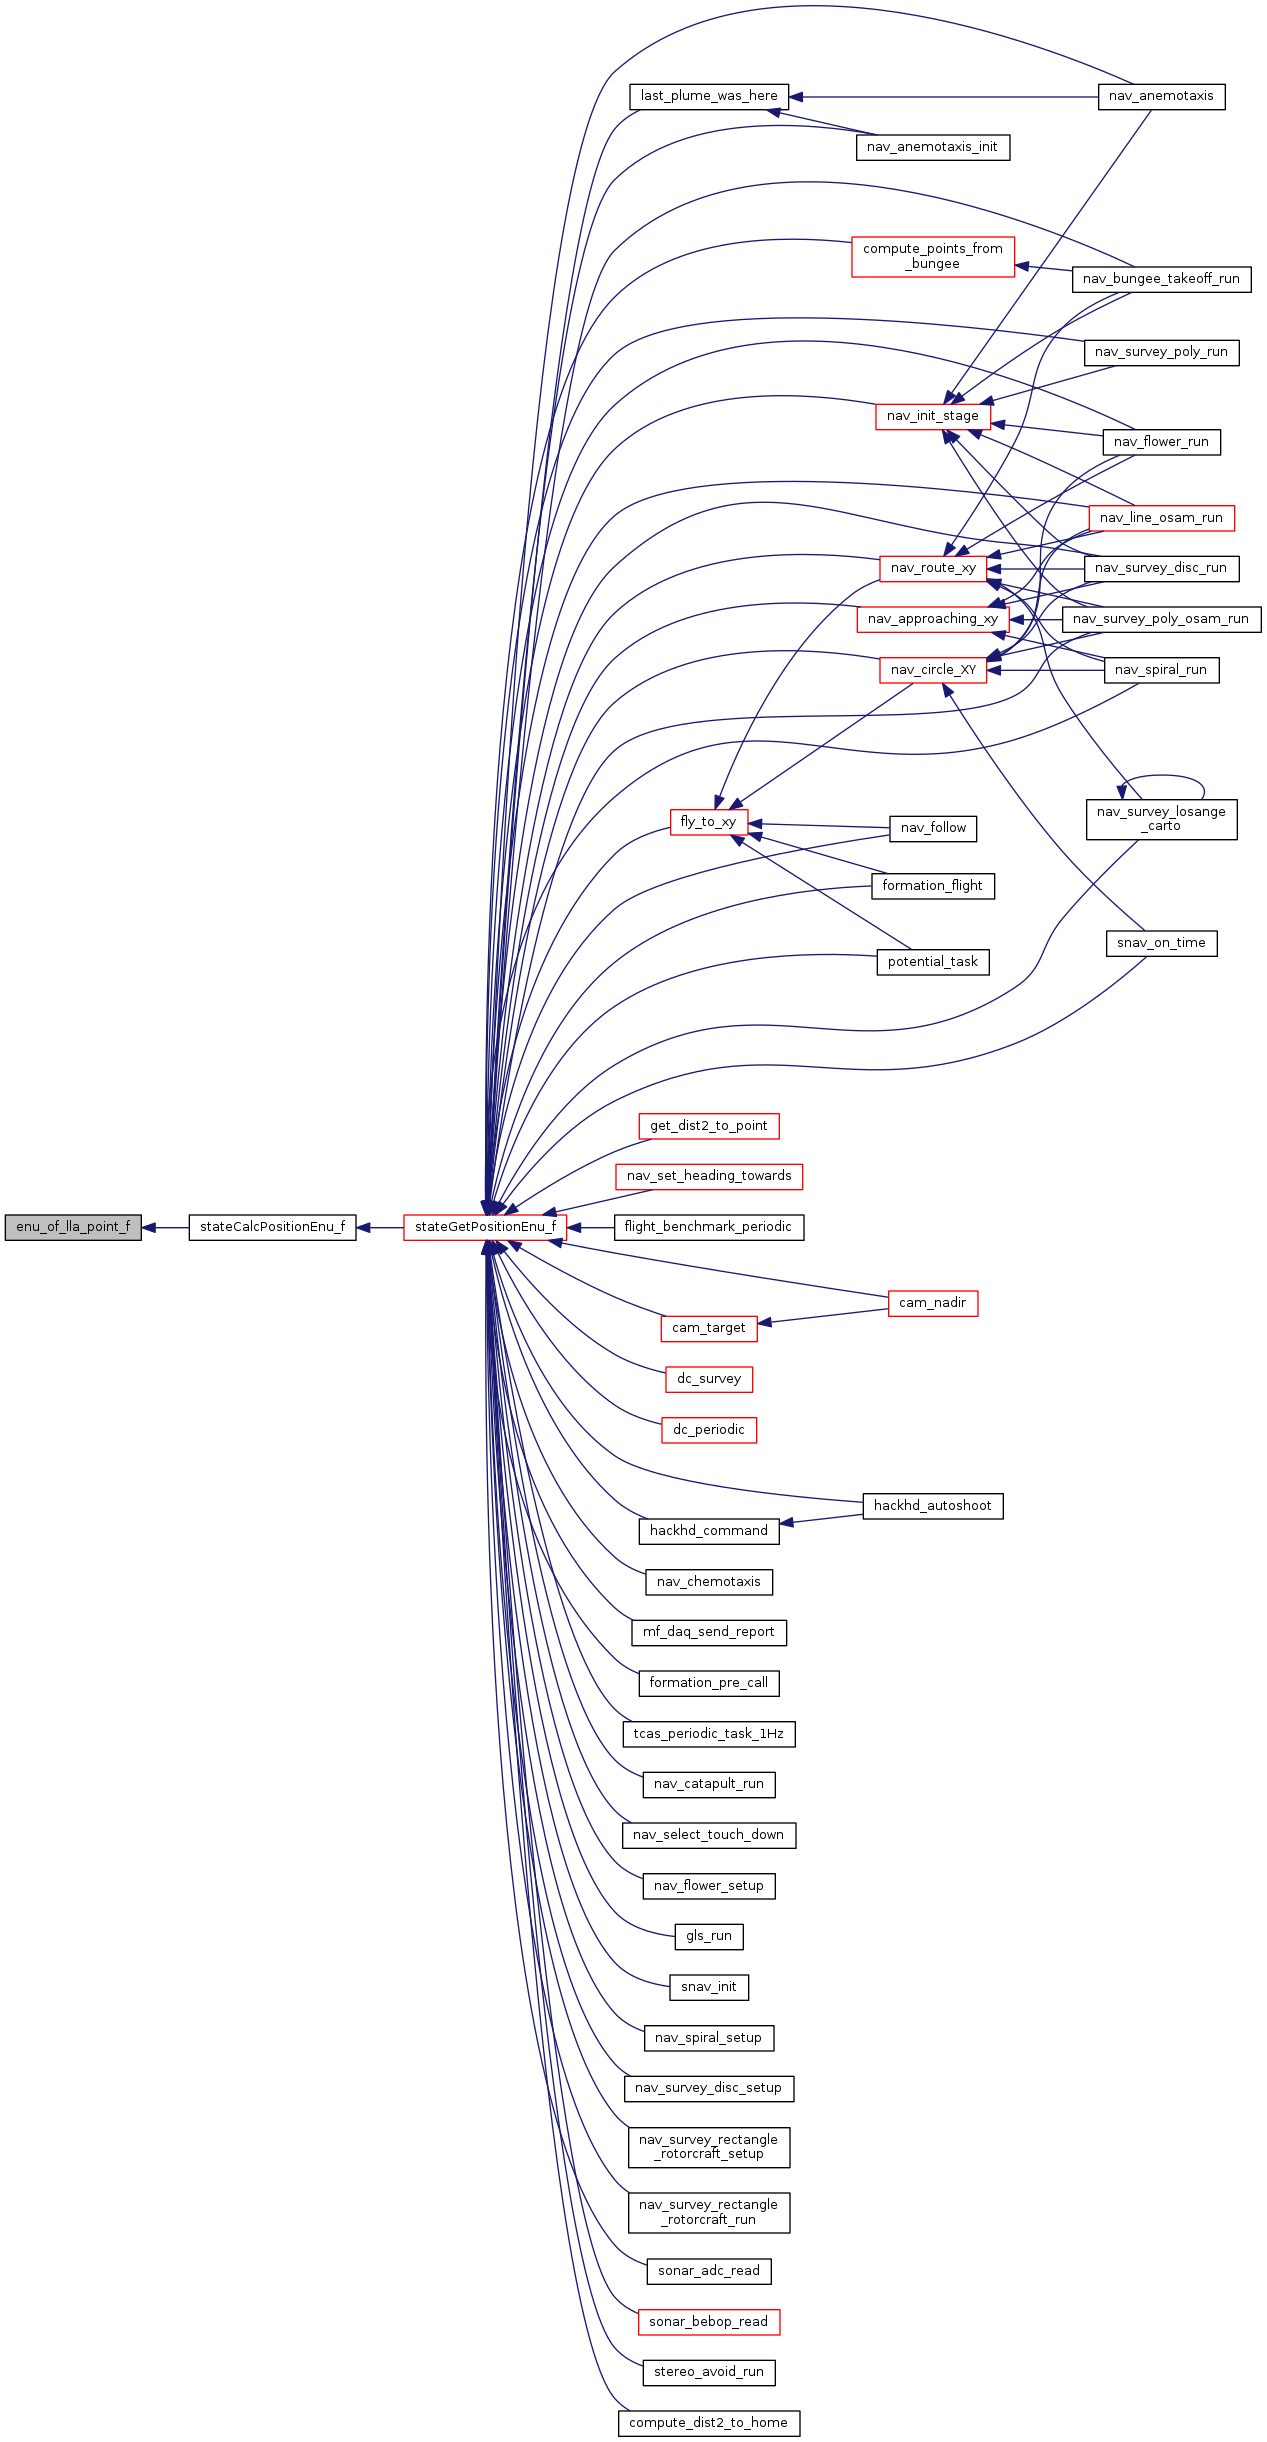 last_plume_was_here
nav_anemotaxis
nav_anemotaxis_init
compute_points_from
_bungee
nav_bungee_takeoff_run
nav_survey_poly_run
nav_init_stage
nav_flower_run
nav_line_osam_run
nav_route_xy
nav_survey_disc_run
nav_approaching_xy
nav_survey_poly_osam_run
nav_circle_XY
nav_spiral_run
fly_to_xy
nav_follow
nav_survey_losange
_carto
formation_flight
snav_on_time
potential_task
get_dist2_to_point
nav_set_heading_towards
enu_of_lla_point_f
stateCalcPositionEnu_f
stateGetPositionEnu_f
flight_benchmark_periodic
cam_nadir
cam_target
dc_survey
dc_periodic
hackhd_autoshoot
hackhd_command
nav_chemotaxis
mf_daq_send_report
formation_pre_call
tcas_periodic_task_1Hz
nav_catapult_run
nav_select_touch_down
nav_flower_setup
gls_run
snav_init
nav_spiral_setup
nav_survey_disc_setup
nav_survey_rectangle
_rotorcraft_setup
nav_survey_rectangle
_rotorcraft_run
sonar_adc_read
sonar_bebop_read
stereo_avoid_run
compute_dist2_to_home